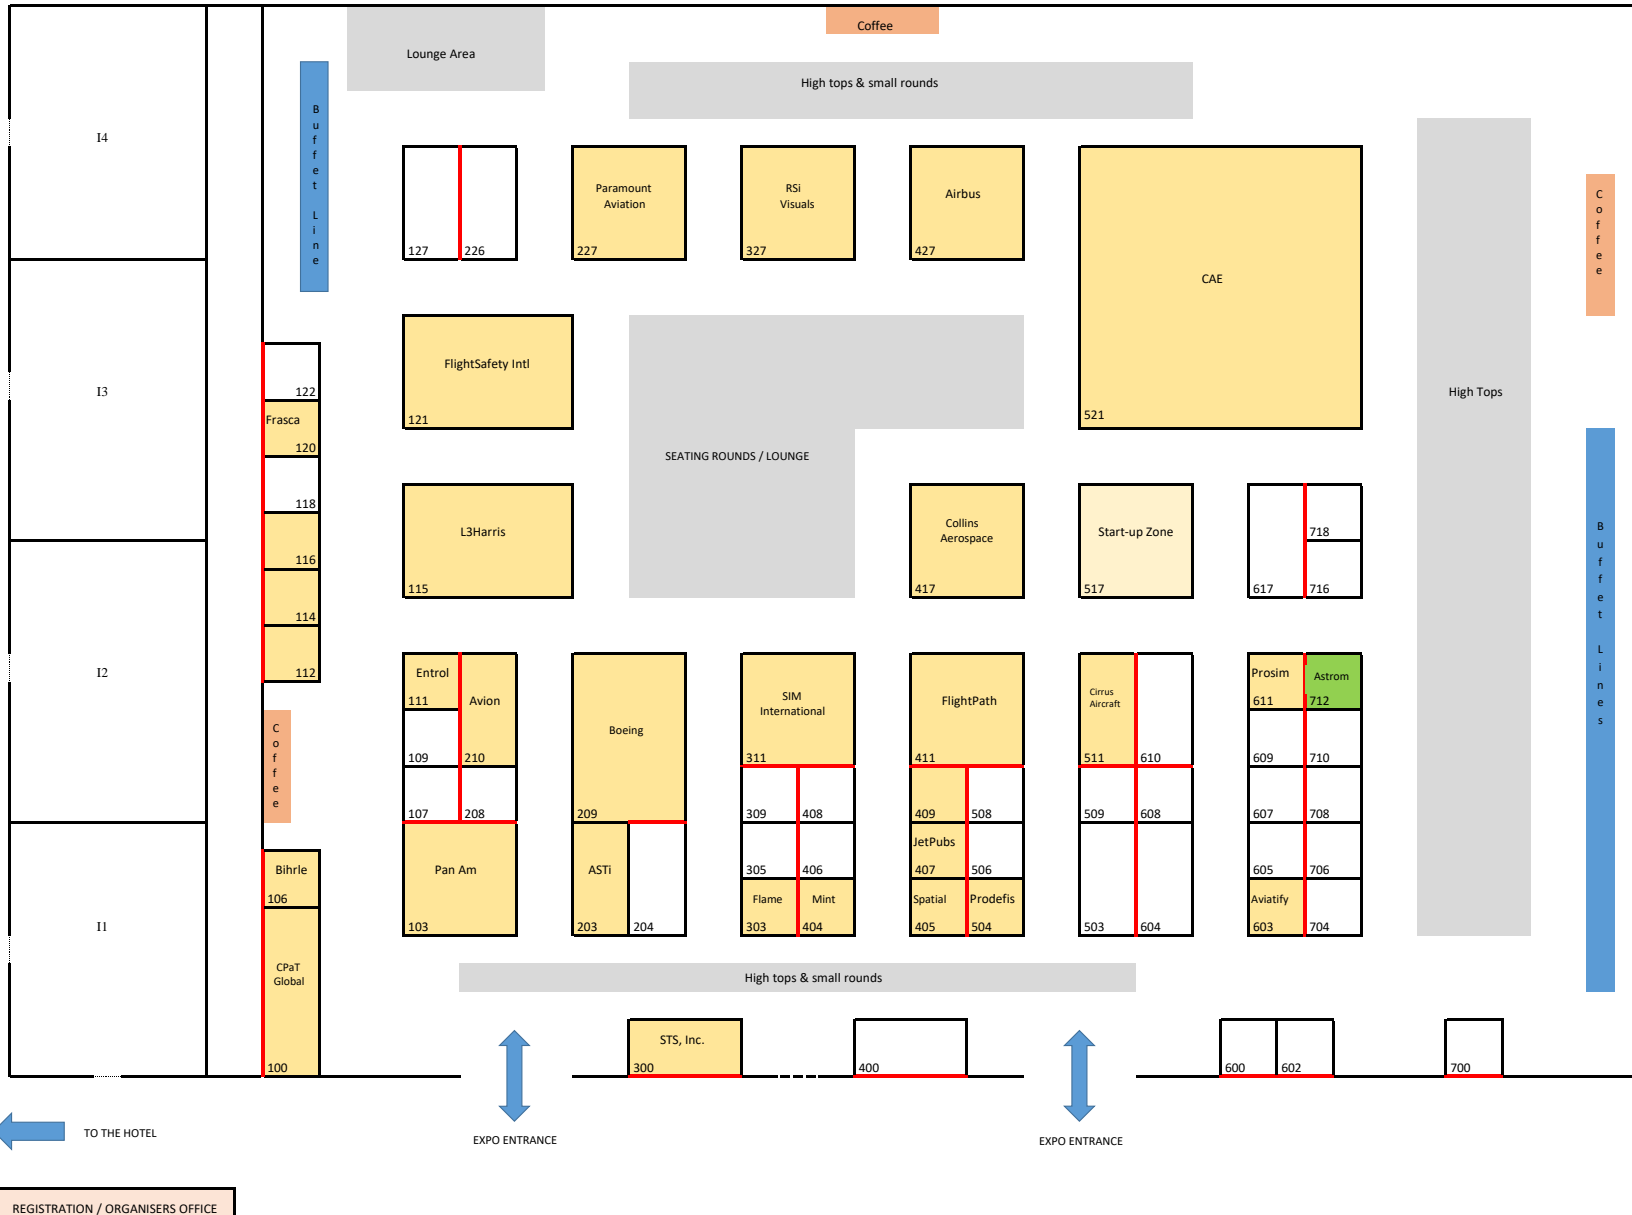 Coffee
Lounge Area
High tops & small rounds
I4
Buffet Line
127
226
Paramount
Aviation
227
RSi
Visuals
327
Airbus
427
CAE
521
Coffee
I3
122
Frasca
120
118
116
114
112
FlightSafety Intl
121
SEATING ROUNDS / LOUNGE
High Tops
L3Harris
115
Collins
Aerospace
417
Start-up Zone
517
617
718
716
Buffet Lines
I2
Coffee
Entrol
111
Avion
109
210
107
208
Boeing
209
SIM
International
311
309
408
305
406
Flame
303
Mint
404
FlightPath
411
409
508
JetPubs
407
506
Spatial
405
Prodefis
504
Cirrus
Aircraft
511
610
509
608
503
604
Prosim
611
Astrom
712
609
710
607
708
605
706
Aviatify
603
704
I1
Bihrle
106
CPaT
Global
100
Pan Am
103
ASTi
203
204
High tops & small rounds
STS, Inc.
300
400
600
602
700
TO THE HOTEL
EXPO ENTRANCE
EXPO ENTRANCE
REGISTRATION / ORGANISERS OFFICE